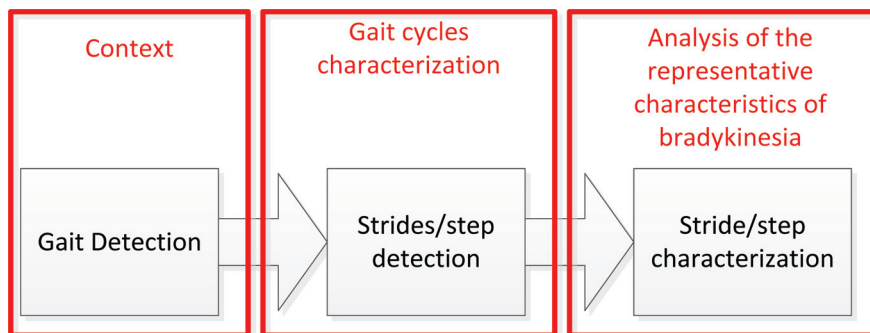 Context
Gait cycles
characterization
Analysis of the
representative
characteristics of
bradykinesia
Gait Detection
Strides/step
detection
Stride/step
characterization